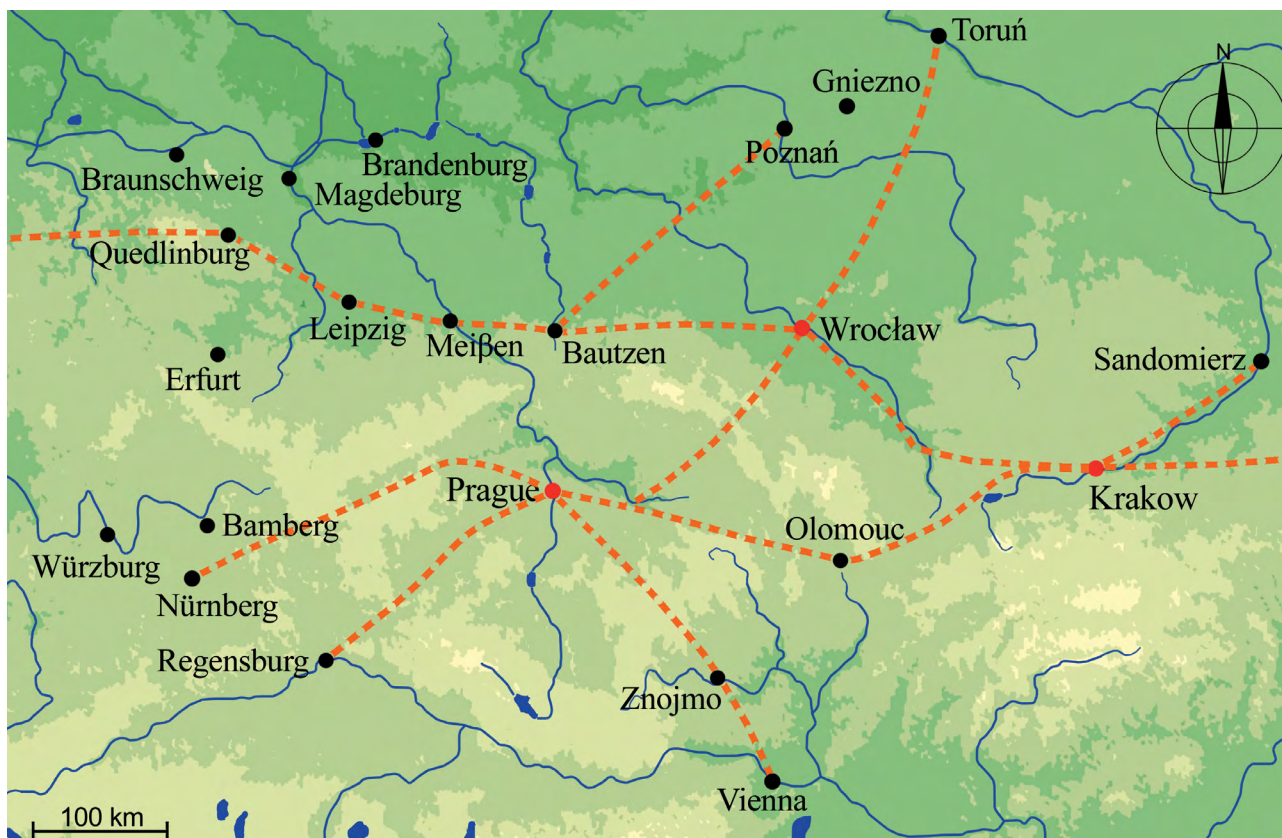 Toruń
N
Gniezno
Poznań
Brandenburg
Braunschweig
Magdeburg
Quedlinburg
Leipzig
Meiβen
Bautzen
Wrocław
Sandomierz
Erfurt
Prague
Krakow
Bamberg
Olomouc
Würzburg
Nürnberg
Regensburg
Znojmo
Vienna
100 km